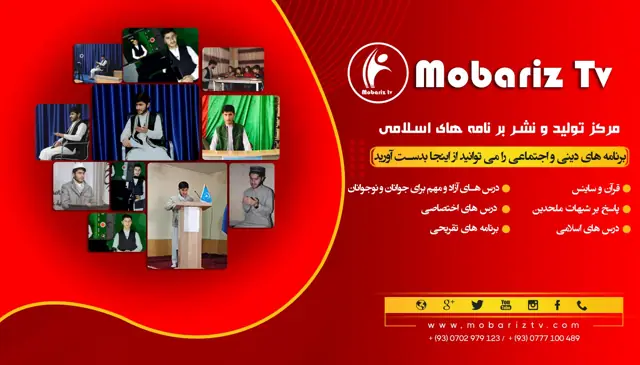 Mobariz Tv
Mobariz tv
مرکز تولید و نشر برنامه های اسلامی
برنامه های دینی و اجتماعی را می توانید از اینجا بدست آورید
قرآن و ساینس
پاسخ بر شبهات ملحدین
درس های اسلامی
درس های آزاد و مهم برای جوانان و نوجوانان
درس های اختصاصی
برنامه های تفریحی
www.mobariztv.com
+ (93) 0702 979 123 / + (93) 0777 100 489